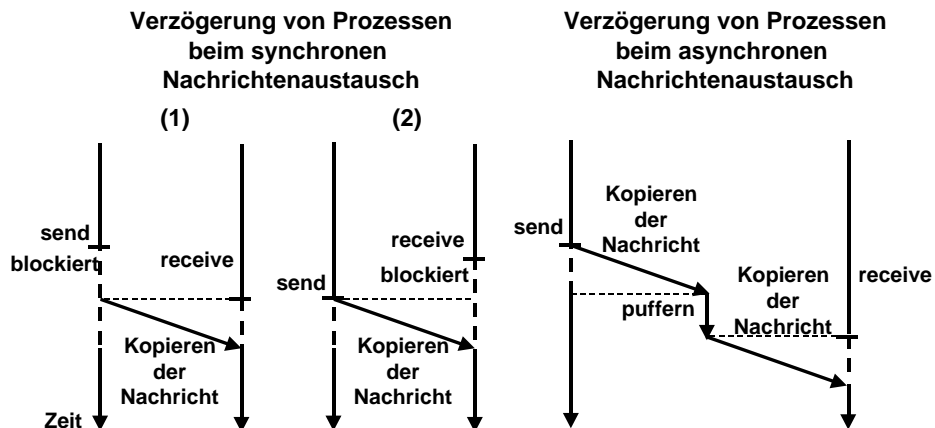 Verzögerung von Prozessen
beim synchronen
Nachrichtenaustausch
(1)
(2)
send
blockiert
receive
Kopieren
der
Nachricht
Zeit
send
receive
blockiert
Kopieren
der
Nachricht
Verzögerung von Prozessen
beim asynchronen
Nachrichtenaustausch
send
Kopieren
der
Nachricht
puffern
Kopieren
der
Nachricht
receive